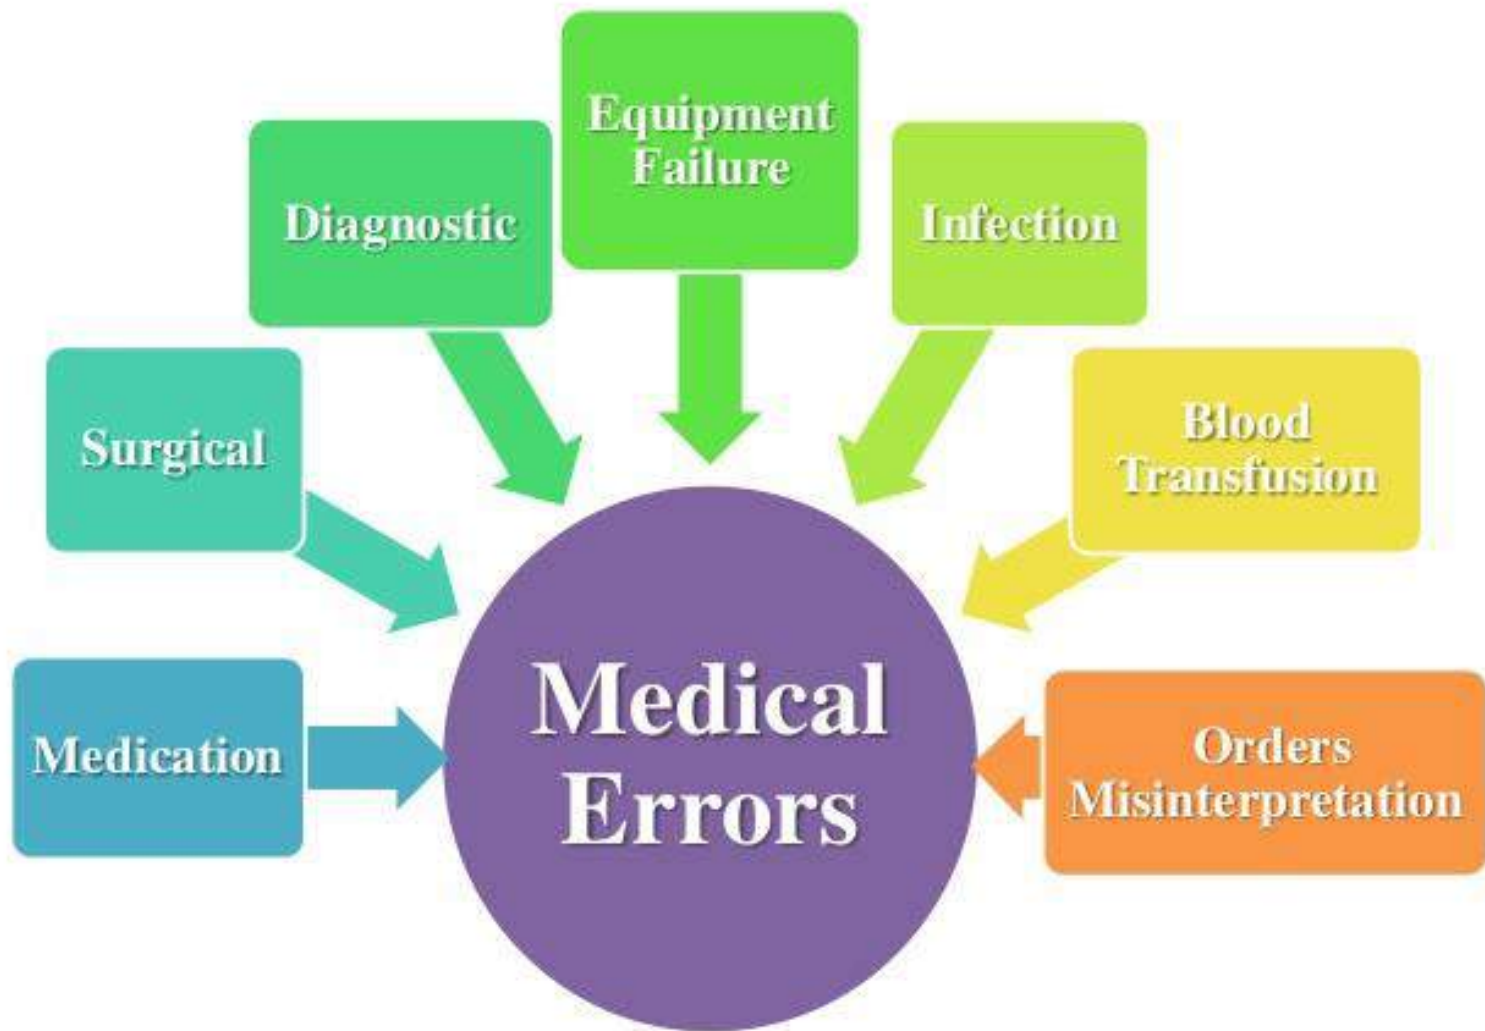 Equipment
Failure
Diagnostic
Infection
Surgical
Blood
Transfusion
Medication
Medical
Errors
Orders
Misinterpretation